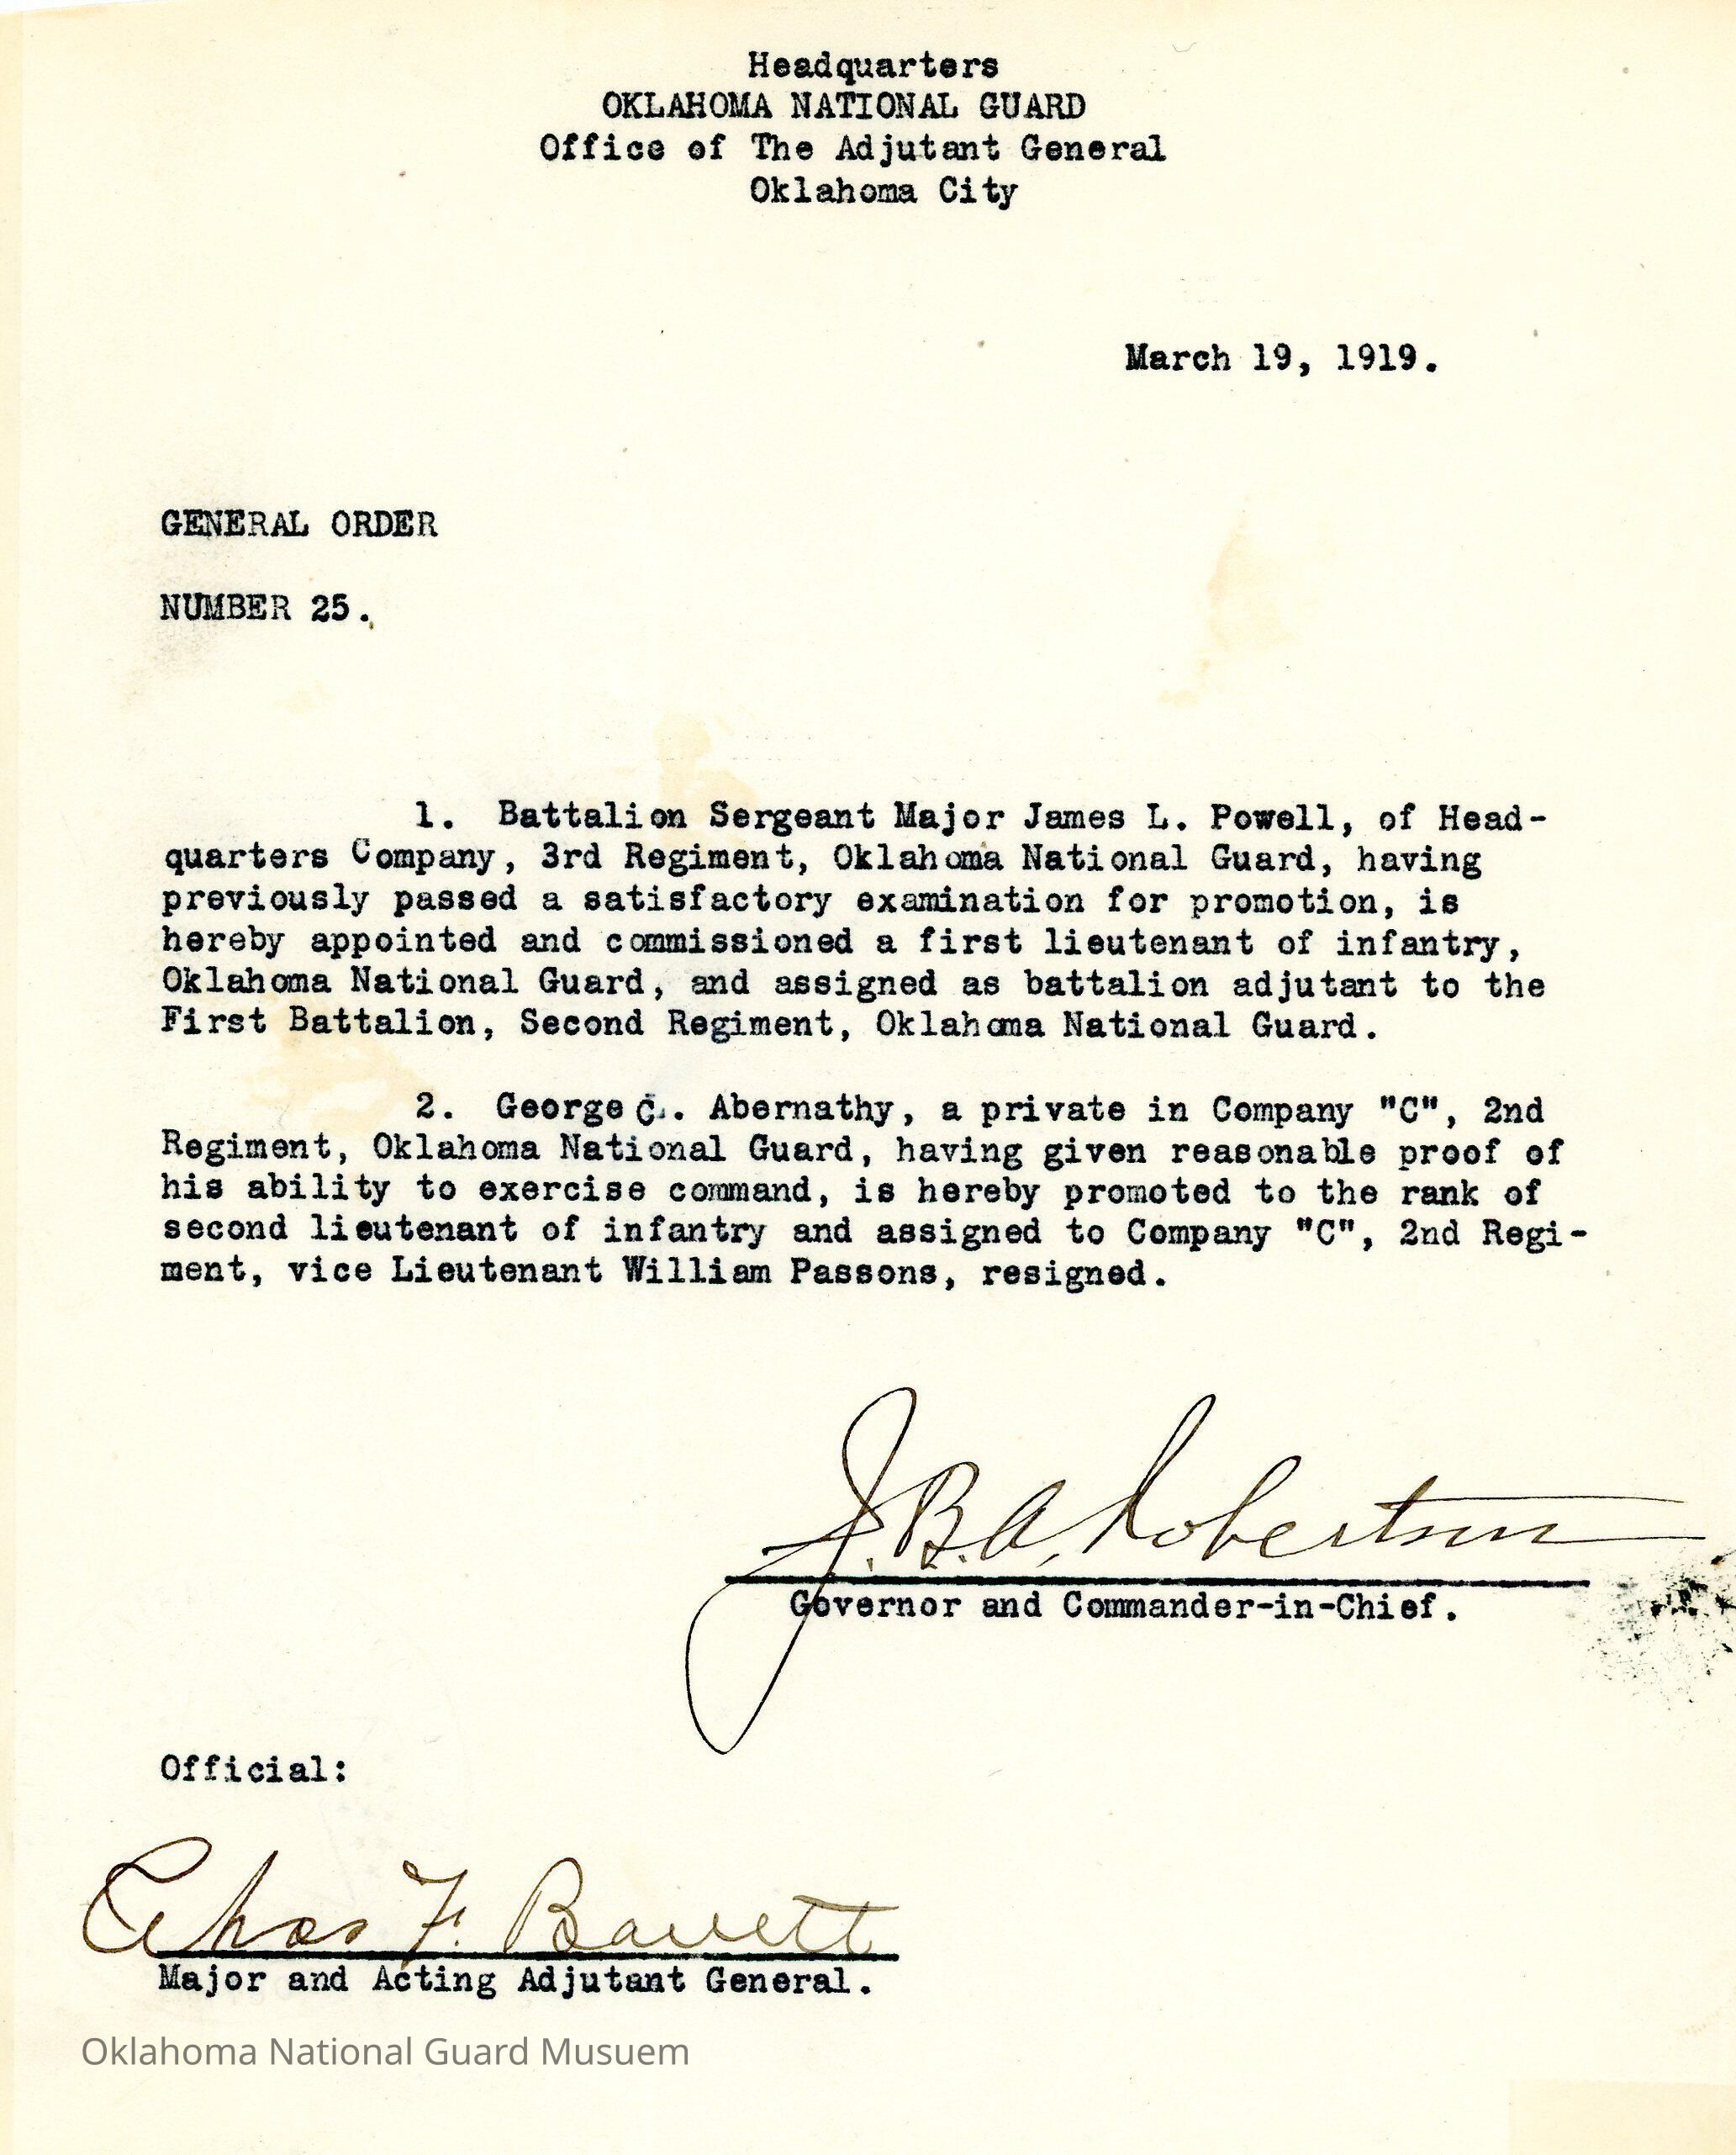 Headquarters
OKLAHOMA NATIONAL GUARD
Office of The Adjutant General
Oklahoma City
March 19, 1919.
GENERAL ORDER
NUMBER 25.
1. Battalion Sergeant Major James L. Powell, of Head-
quarters Company, 3rd Regiment, Oklahoma National Guard, having
previously passed a satisfactory examination for promotion, is
hereby appointed and commissioned a first lieutenant of infantry,
Oklahoma National Guard, and assigned as battalion adjutant to the
First Battalion, Second Regiment, Oklahoma National Guard.
2. George C. Abernathy, a private in Company "C", 2nd
Regiment, Oklahoma National Guard, having given reasonable proof of
his ability to exercise command, is hereby promoted to the rank of
second lieutenant of infantry and assigned to Company "C", 2nd Regi-
ment, vice Lieutenant William Passons, resigned.
J. B. A. Robertson
Governor and Commander-in-Chief.
Official:
Chas F. Barrett
Major and Acting Adjutant General.
Oklahoma National Guard Musuem